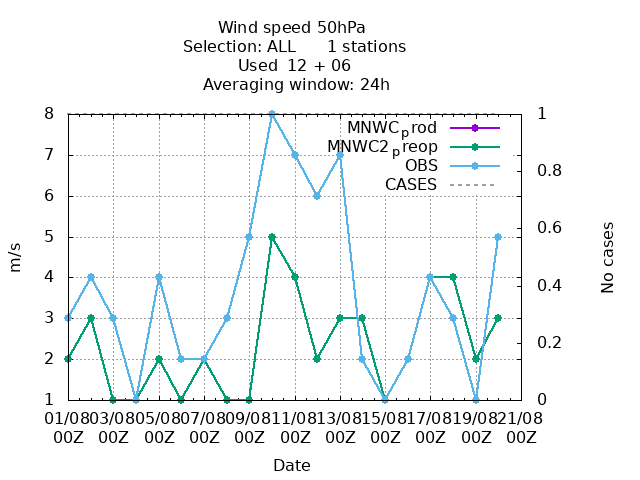 Wind speed 50hPa
Selection: ALL      1 stations
Used  12 + 06
Averaging window: 24h
MNWC_prod
MNWC2_preop
OBS
CASES
8
7
6
5
4
3
2
1
m/s
1
0.8
0.6
0.4
0.2
0
No cases
01/08 03/08 05/08 07/08 09/08 11/08 13/08 15/08 17/08 19/08 21/08
00Z 00Z 00Z 00Z 00Z 00Z 00Z 00Z 00Z 00Z 00Z
Date